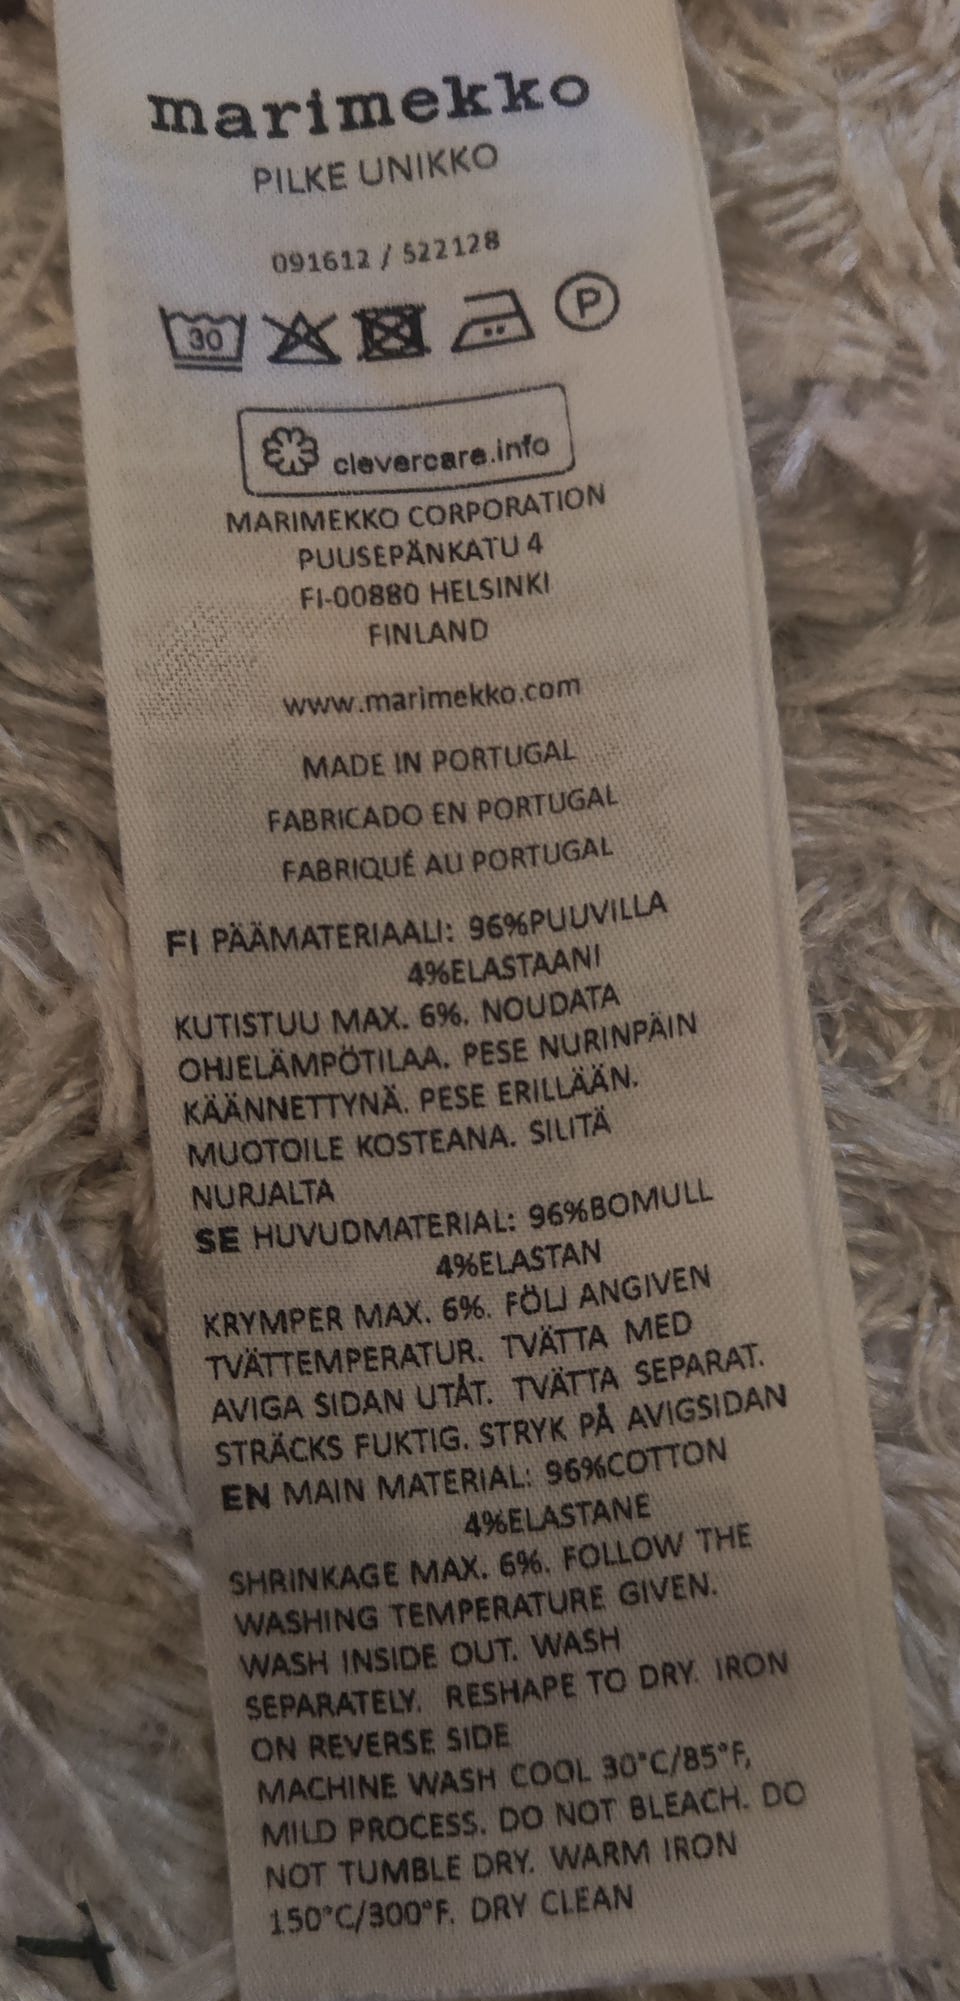 marimekko
PILKE UNIKKO
091612 / 522128
30 P
clevercare.info
MARIMEKKO CORPORATION
PUUSEPÄNKATU 4
FI-00880 HELSINKI
FINLAND
www.marimekko.com
MADE IN PORTUGAL
FABRICADO EN PORTUGAL
FABRIQUÉ AU PORTUGAL
FI PÄÄMATERIAALI: 96%PUUVILLA
4%ELASTAANI
KUTISTUU MAX. 6%. NOUDATA
OHJELÄMPÖTILAA. PESE NURINPÄIN
KÄÄNNETTYNÄ. PESE ERILLÄÄN.
MUOTOILE KOSTEANA. SILITÄ
NURJALTA
SE HUVUDMATERIAL: 96%BOMULL
4%ELASTAN
KRYMPER MAX. 6%. FÖLJ ANGIVEN
TVÄTTEMPERATUR. TVÄTTA MED
AVIGA SIDAN UTÅT. TVÄTTA SEPARAT.
STRÄCKS FUKTIG. STRYK PÅ AVIGSIDAN
EN MAIN MATERIAL: 96%COTTON
4%ELASTANE
SHRINKAGE MAX. 6%. FOLLOW THE
WASHING TEMPERATURE GIVEN.
WASH INSIDE OUT. WASH
SEPARATELY. RESHAPE TO DRY. IRON
ON REVERSE SIDE
MACHINE WASH COOL 30°C/85°F,
MILD PROCESS. DO NOT BLEACH. DO
NOT TUMBLE DRY. WARM IRON
150°C/300°F. DRY CLEAN